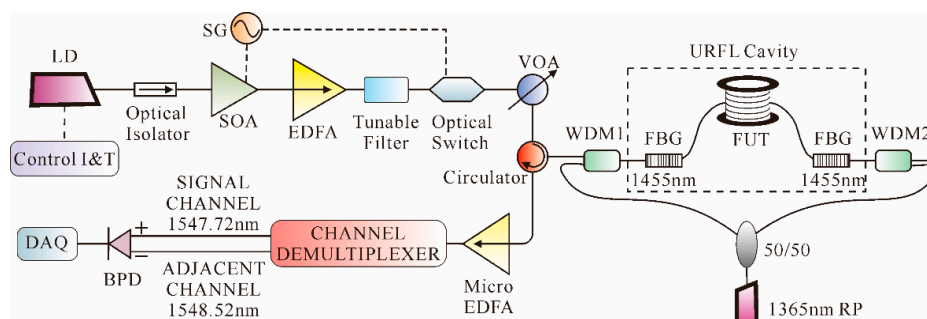 SG
LD
Optical
Isolator
SOA
EDFA
Tunable
Filter
Optical
Switch
VOA
URFL Cavity
WDM1
FBG
1455nm
FUT
FBG
1455nm
WDM2
Control I&T
Circulator
SIGNAL
CHANNEL
1547.72nm
DAQ
+
−
BPD
ADJACENT
CHANNEL
1548.52nm
CHANNEL
DEMULTIPLEXER
Micro
EDFA
50/50
1365nm RP